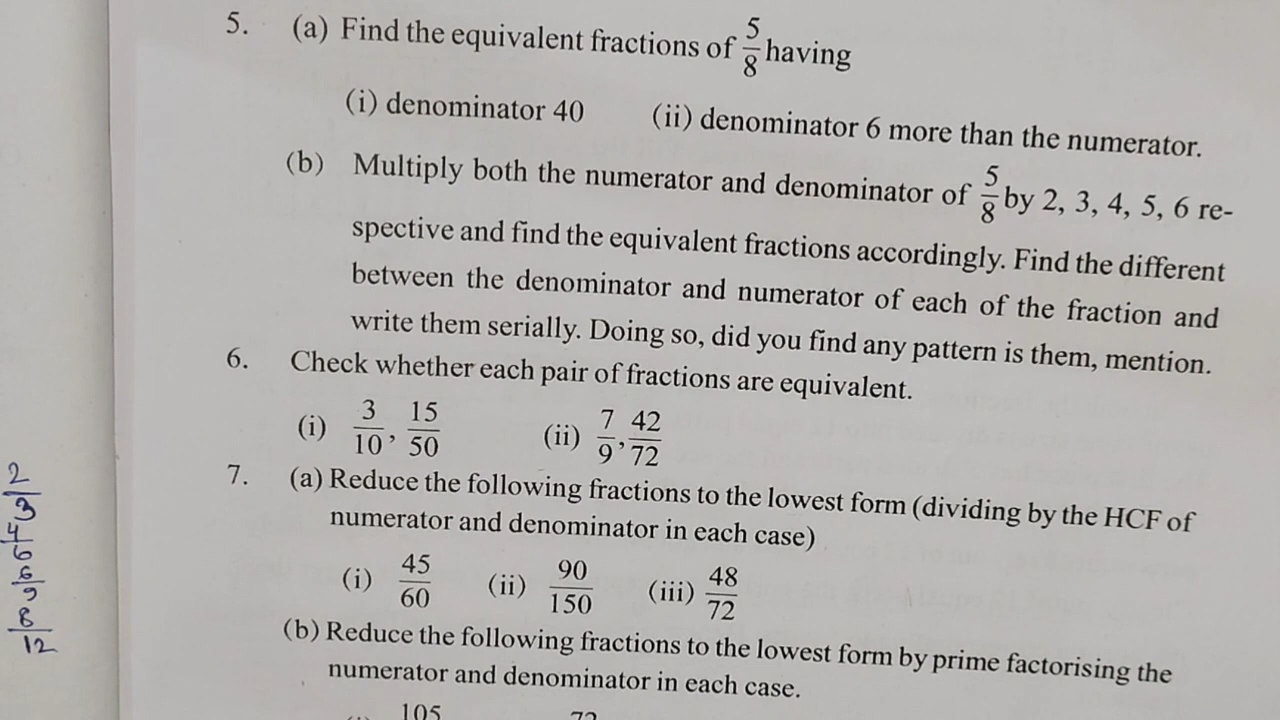 5. (a) Find the equivalent fractions of 5/8 having
(i) denominator 40 (ii) denominator 6 more than the numerator.
(b) Multiply both the numerator and denominator of 5/8 by 2, 3, 4, 5, 6 re-
spective and find the equivalent fractions accordingly. Find the different
between the denominator and numerator of each of the fraction and
write them serially. Doing so, did you find any pattern is them, mention.
6. Check whether each pair of fractions are equivalent.
(i) 3/10, 15/50 (ii) 7/9, 42/72
7. (a) Reduce the following fractions to the lowest form (dividing by the HCF of
numerator and denominator in each case)
(i) 45/60 (ii) 90/150 (iii) 48/72
(b) Reduce the following fractions to the lowest form by prime factorising the
numerator and denominator in each case.
105 72
2/3
4/6
6/9
8/12